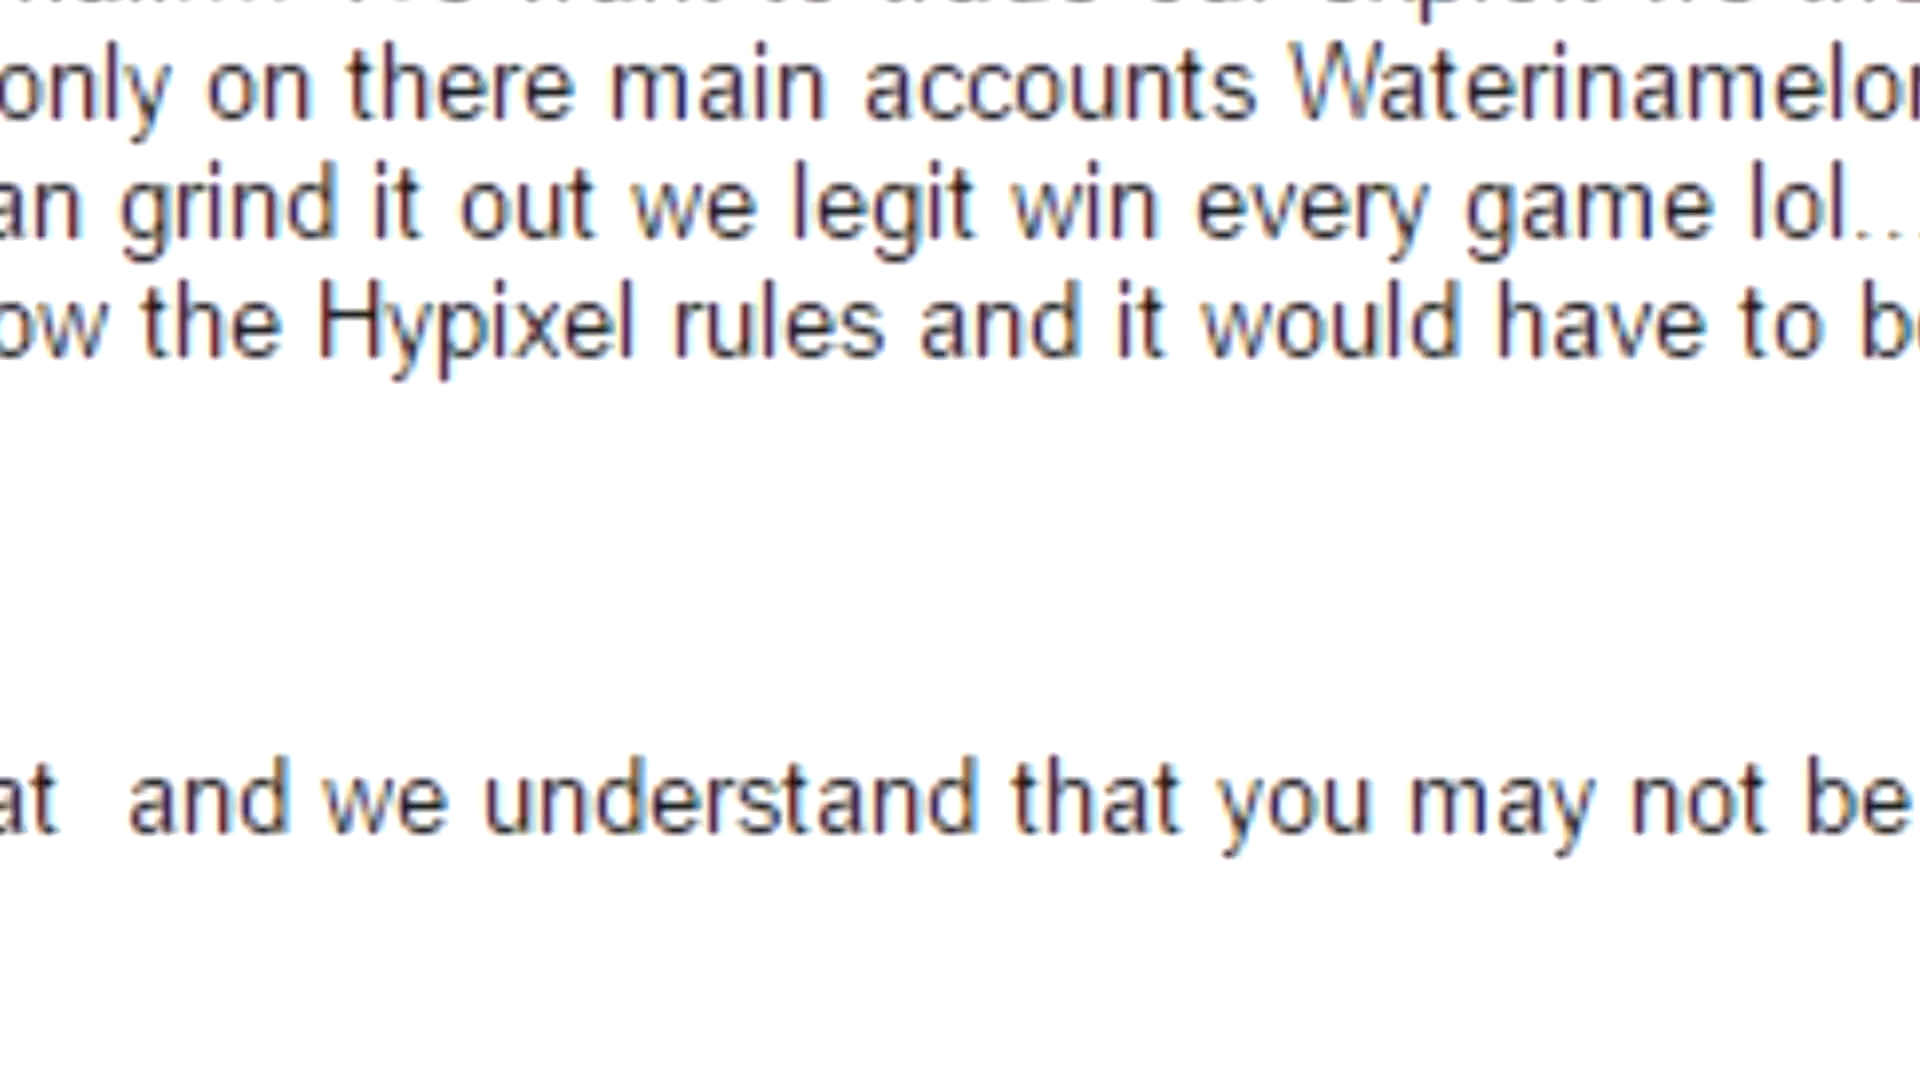 only on there main accounts Waterinamelon
an grind it out we legit win every game lol...
ow the Hypixel rules and it would have to be
at and we understand that you may not be